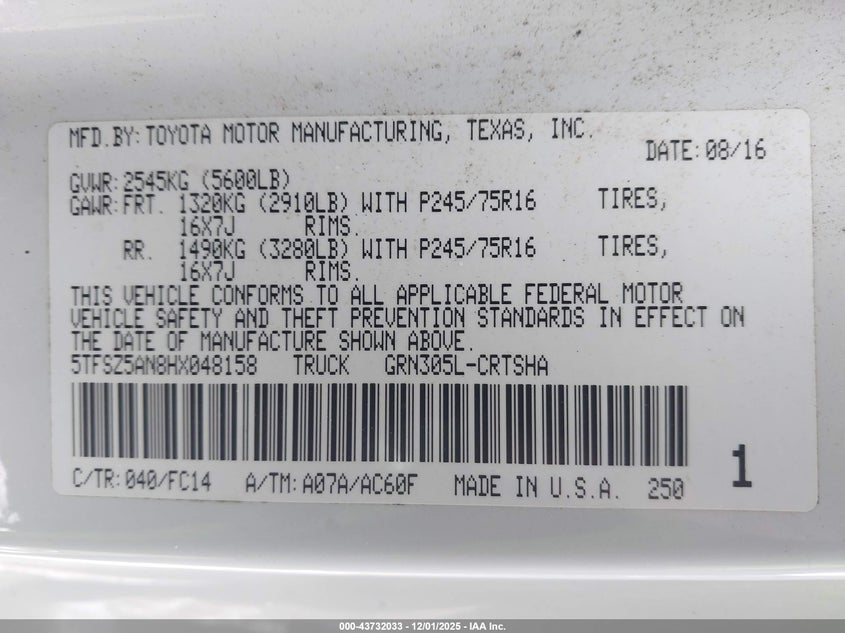 MFD.BY:TOYOTA MOTOR MANUFACTURING, TEXAS, INC.
DATE:08/16
GVWR:2545KG (5600LB)
GAWR:FRT. 1320KG (2910LB) WITH P245/75R16 TIRES,
16X7J RIMS.
RR. 1490KG (3280LB) WITH P245/75R16 TIRES,
16X7J RIMS.
THIS VEHICLE CONFORMS TO ALL APPLICABLE FEDERAL MOTOR
VEHICLE SAFETY AND THEFT PREVENTION STANDARDS IN EFFECT ON
THE DATE OF MANUFACTURE SHOWN ABOVE.
5TFSZ5AN8HX048158 TRUCK GRN305L-CRTSHA
C/TR:040/FC14 A/TM:A07A/AC60F MADE IN U.S.A. 250
1
000-43732033 - 12/01/2025 - IAA Inc.